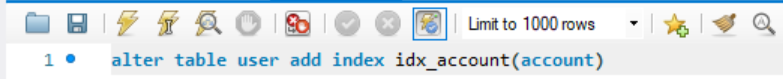 Limit to 1000 rows
1 alter table user add index idx_account(account)